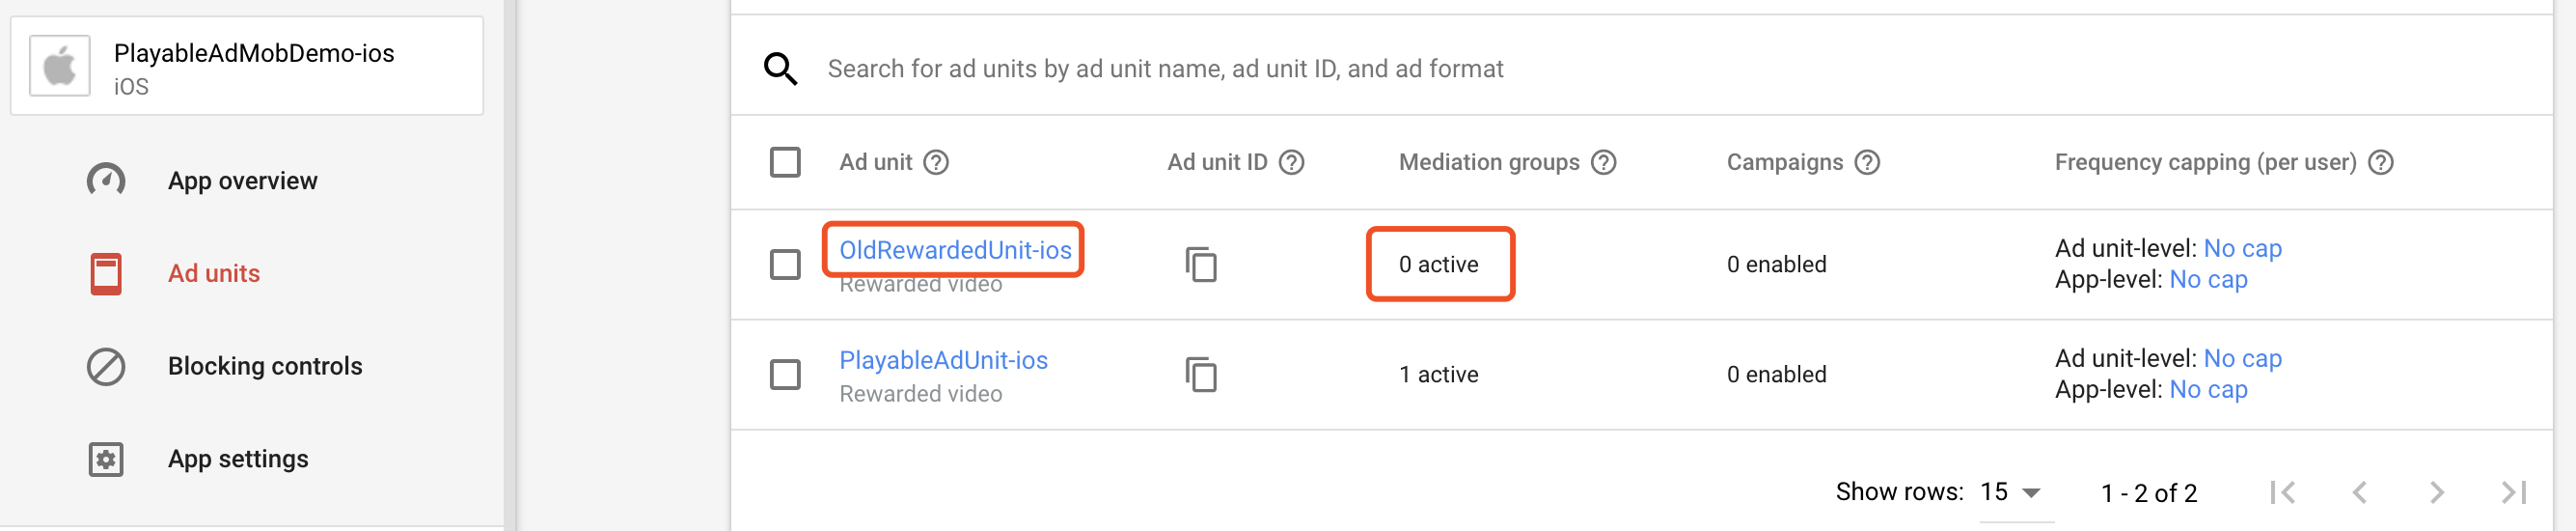 PlayableAdMobDemo-ios
iOS
App overview
Ad units
Blocking controls
App settings
Search for ad units by ad unit name, ad unit ID, and ad format
Ad unit ? Ad unit ID ? Mediation groups ? Campaigns ? Frequency capping (per user) ?
OldRewardedUnit-ios
Rewarded video
0 active
0 enabled
Ad unit-level: No cap
App-level: No cap
PlayableAdUnit-ios
Rewarded video
1 active
0 enabled
Ad unit-level: No cap
App-level: No cap
Show rows: 15 1 - 2 of 2